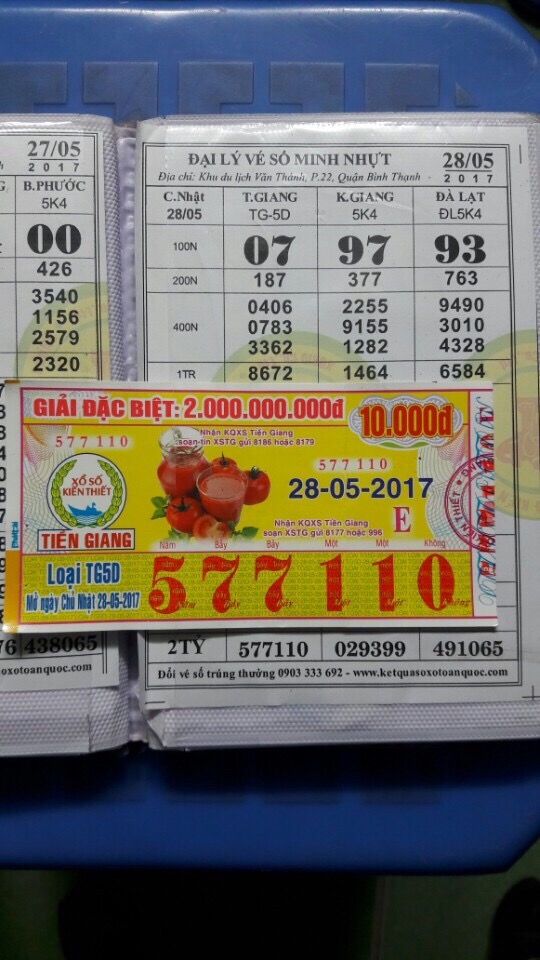 27/05
2017
B.PHƯỚC
5K4
00
426
3540
1156
2579
2320
ĐẠI LÝ VÉ SỐ MINH NHỰT
28/05
Địa chỉ: Khu du lịch Văn Thánh, P.22, Quận Bình Thạnh
2017
C.Nhật T.GIANG K.GIANG ĐÀ LẠT
28/05 TG-5D 5K4 ĐL5K4
100N 07 97 93
200N 187 377 763
0406 2255 9490
400N 0783 9155 3010
3362 1282 4328
1TR 8672 1464 6584
GIẢI ĐẶC BIỆT: 2.000.000.000đ
10.000đ
577110
Nhận KQXS Tiền Giang
soạn tin XSTG gửi 8186 hoặc 8179
577110
XỔ SỐ
KIẾN THIẾT
28-05-2017
TIỀN GIANG
Nhận KQXS Tiền Giang
soạn XSTG gửi 8177 hoặc 996
E
Năm Bảy Bảy Một Một Không
Loại TG5D
577110
Mở ngày Chủ Nhật 28-05-2017
76 438065
2TỶ 577110 029399 491065
soxotoanquoc.com
Đổi vé số trúng thưởng 0903 333 692 - www.ketquasoxotoanquoc.com